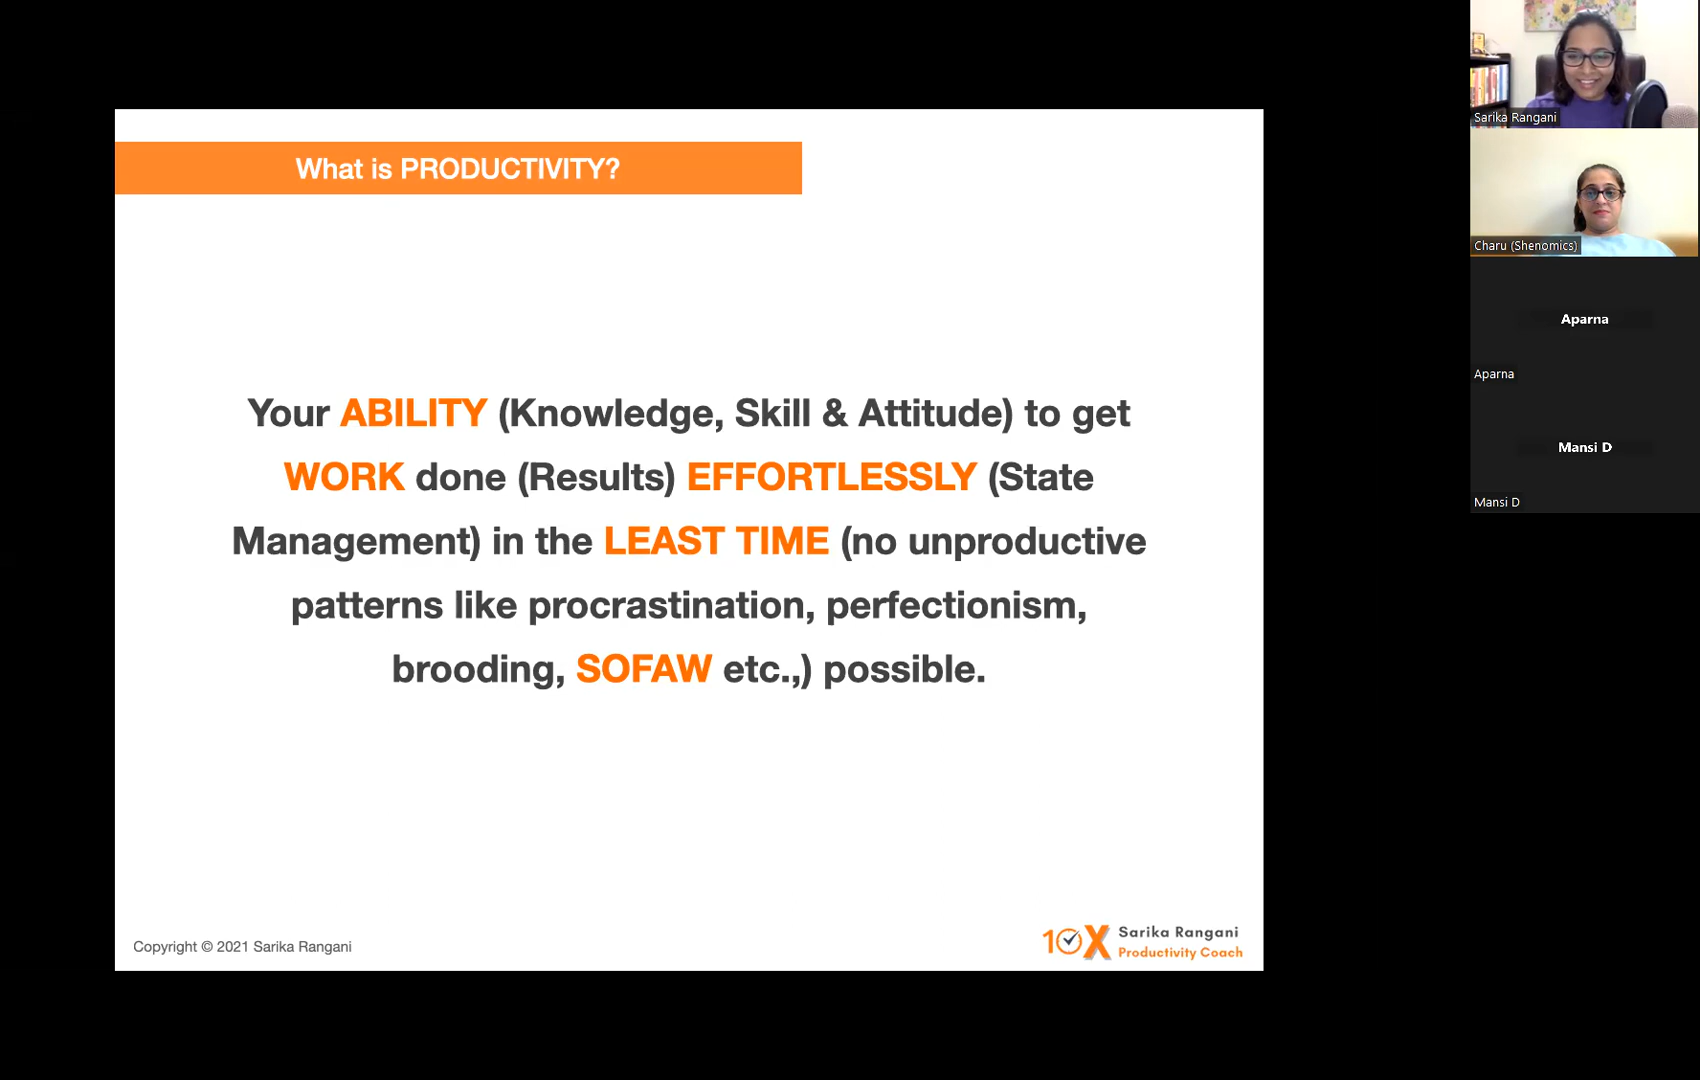 What is PRODUCTIVITY?
Your ABILITY (Knowledge, Skill & Attitude) to get
WORK done (Results) EFFORTLESSLY (State
Management) in the LEAST TIME (no unproductive
patterns like procrastination, perfectionism,
brooding, SOFAW etc.,) possible.
Copyright © 2021 Sarika Rangani
10X
Sarika Rangani
Productivity Coach
Sarika Rangani
Charu (Shenomics)
Aparna
Aparna
Mansi D
Mansi D